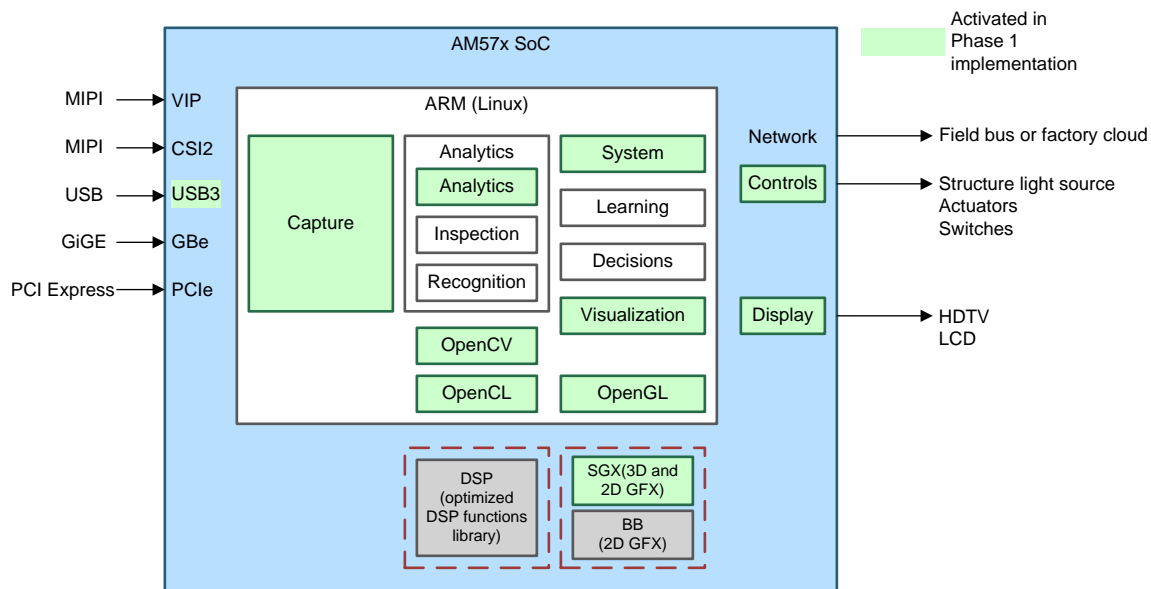 AM57x SoC
Activated in
Phase 1
implementation
MIPI
VIP
MIPI
CSI2
USB
USB3
GiGE
GBe
PCI Express
PCIe
ARM (Linux)
Capture
Analytics
Analytics
Inspection
Recognition
OpenCV
OpenCL
System
Learning
Decisions
Visualization
OpenGL
Network
Controls
Display
Field bus or factory cloud
Structure light source
Actuators
Switches
HDTV
LCD
DSP
(optimized
DSP functions
library)
SGX(3D and
2D GFX)
BB
(2D GFX)